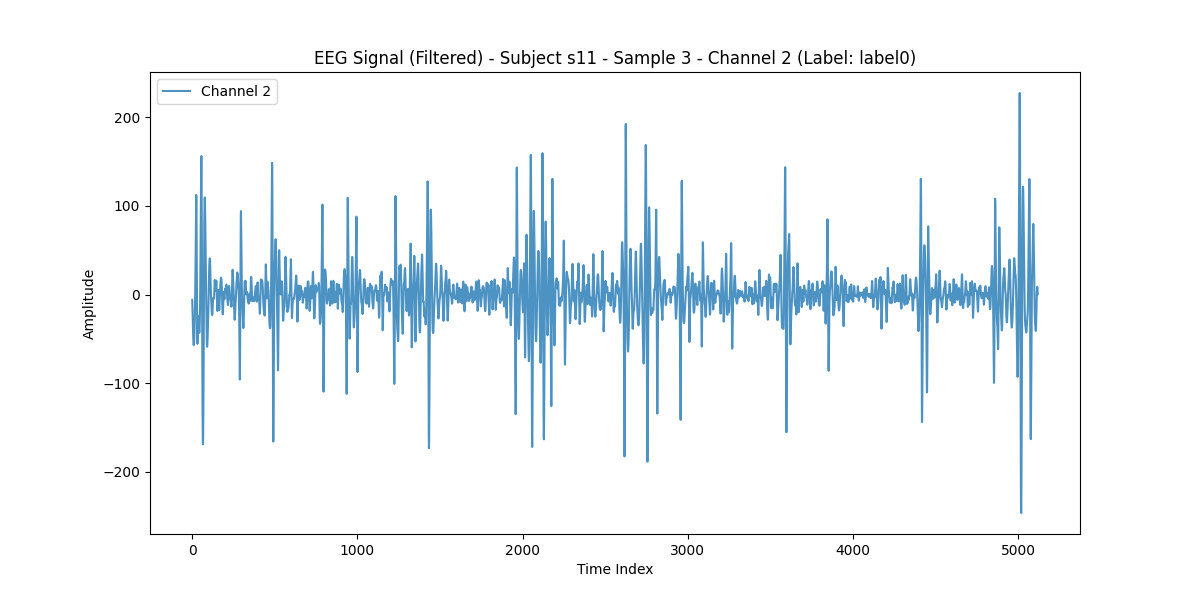 EEG Signal (Filtered) - Subject s11 - Sample 3 - Channel 2 (Label: label0)
Channel 2
200
100
0
−100
−200
Amplitude
0 1000 2000 3000 4000 5000
Time Index